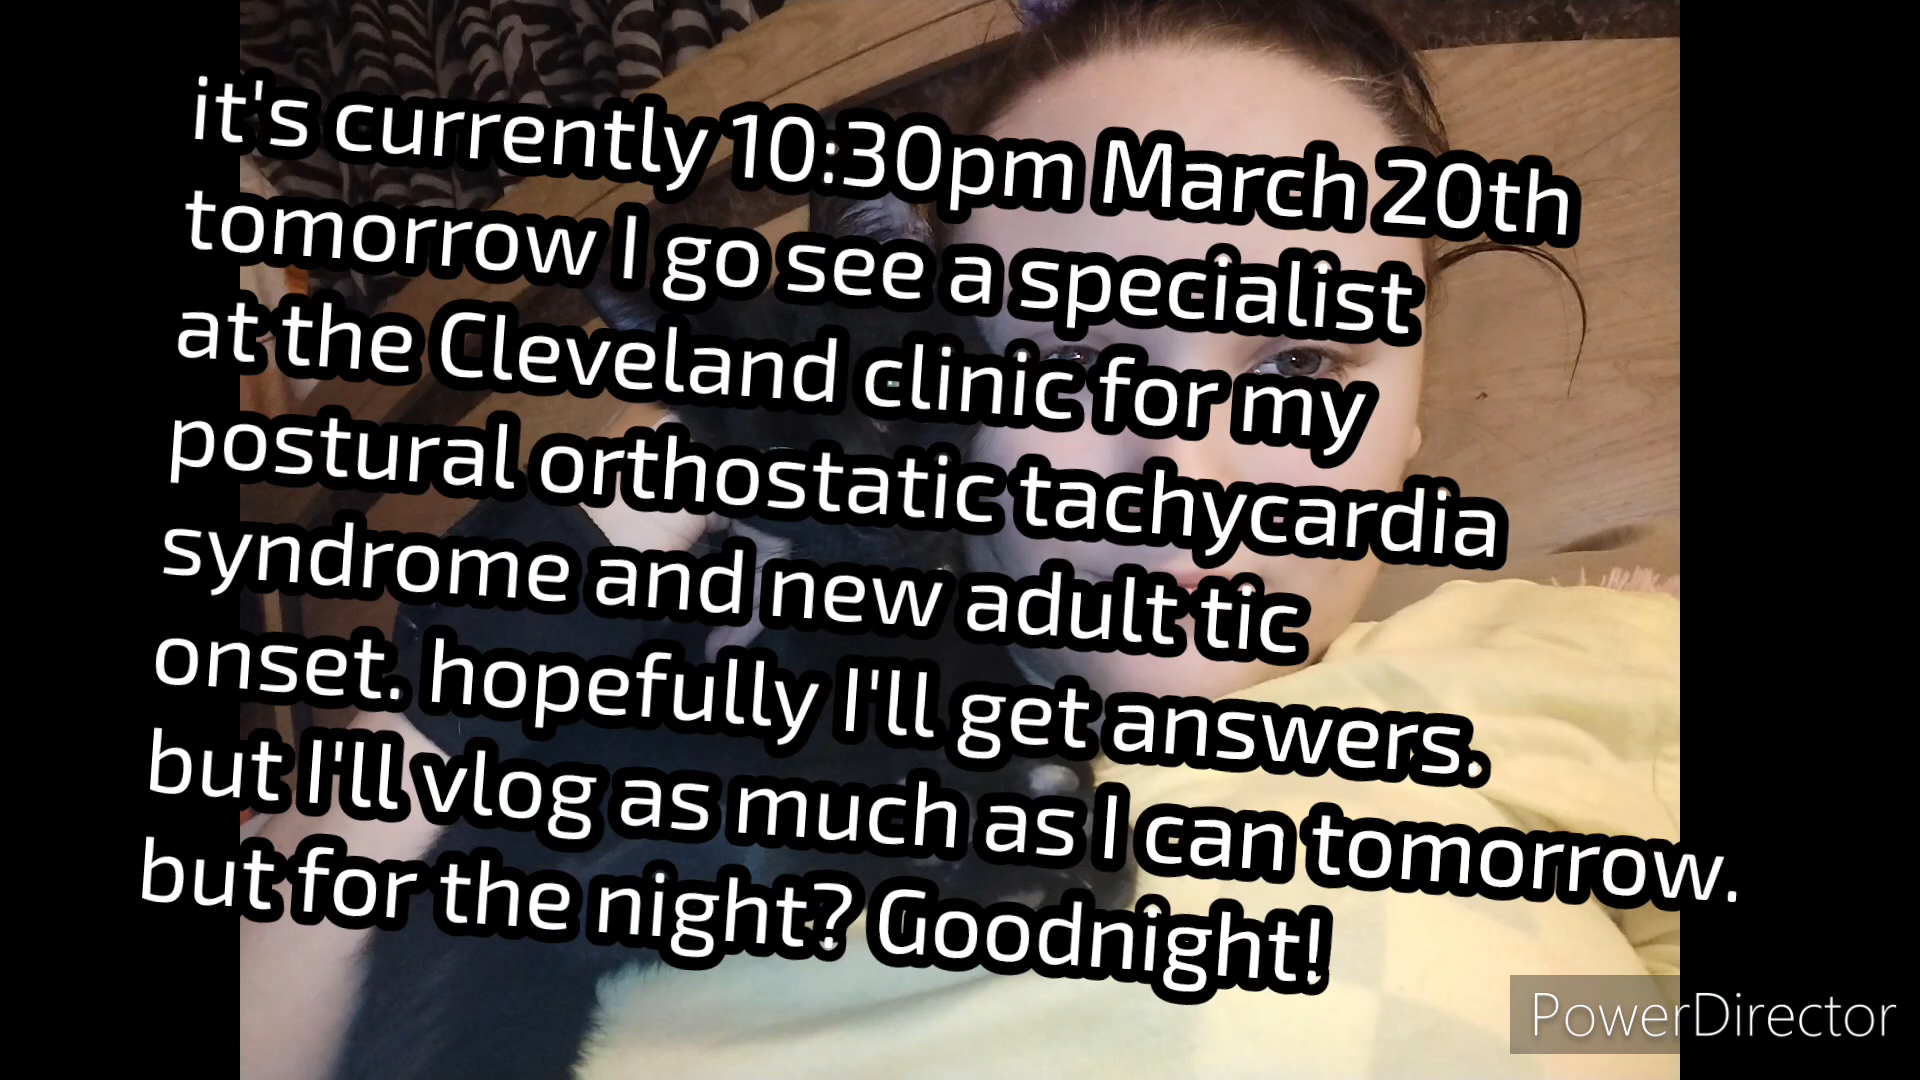 it's currently 10:30pm March 20th
tomorrow I go see a specialist
at the Cleveland clinic for my
postural orthostatic tachycardia
syndrome and new adult tic
onset. hopefully I'll get answers.
but I'll vlog as much as I can tomorrow.
but for the night? Goodnight!
PowerDirector